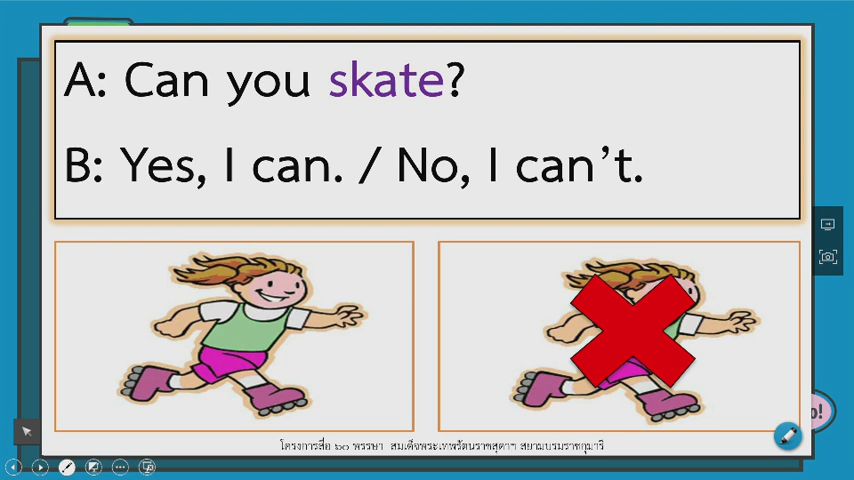 A: Can you skate?
B: Yes, I can. / No, I can't.
โครงการสื่อ ๖๐ พรรษา สมเด็จพระเทพรัตนราชสุดาฯ สยามบรมราชกุมารี
o!